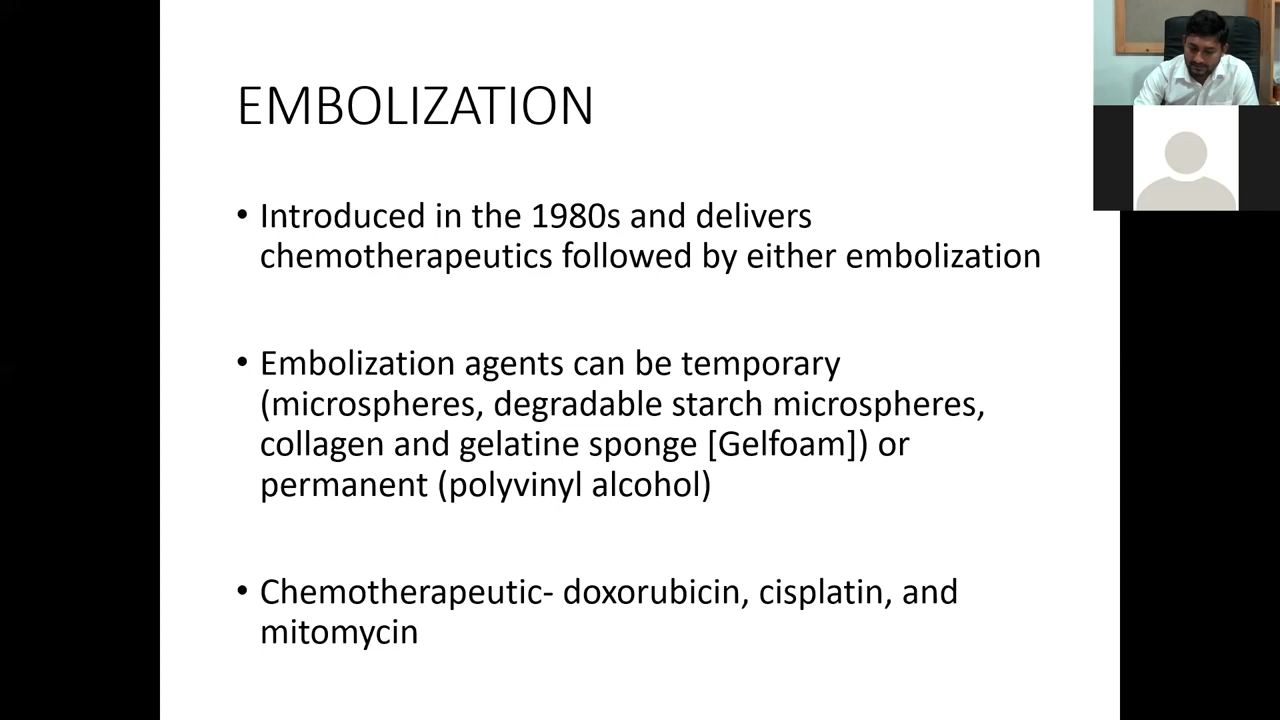 EMBOLIZATION
• Introduced in the 1980s and delivers
chemotherapeutics followed by either embolization
• Embolization agents can be temporary
(microspheres, degradable starch microspheres,
collagen and gelatine sponge [Gelfoam]) or
permanent (polyvinyl alcohol)
• Chemotherapeutic- doxorubicin, cisplatin, and
mitomycin